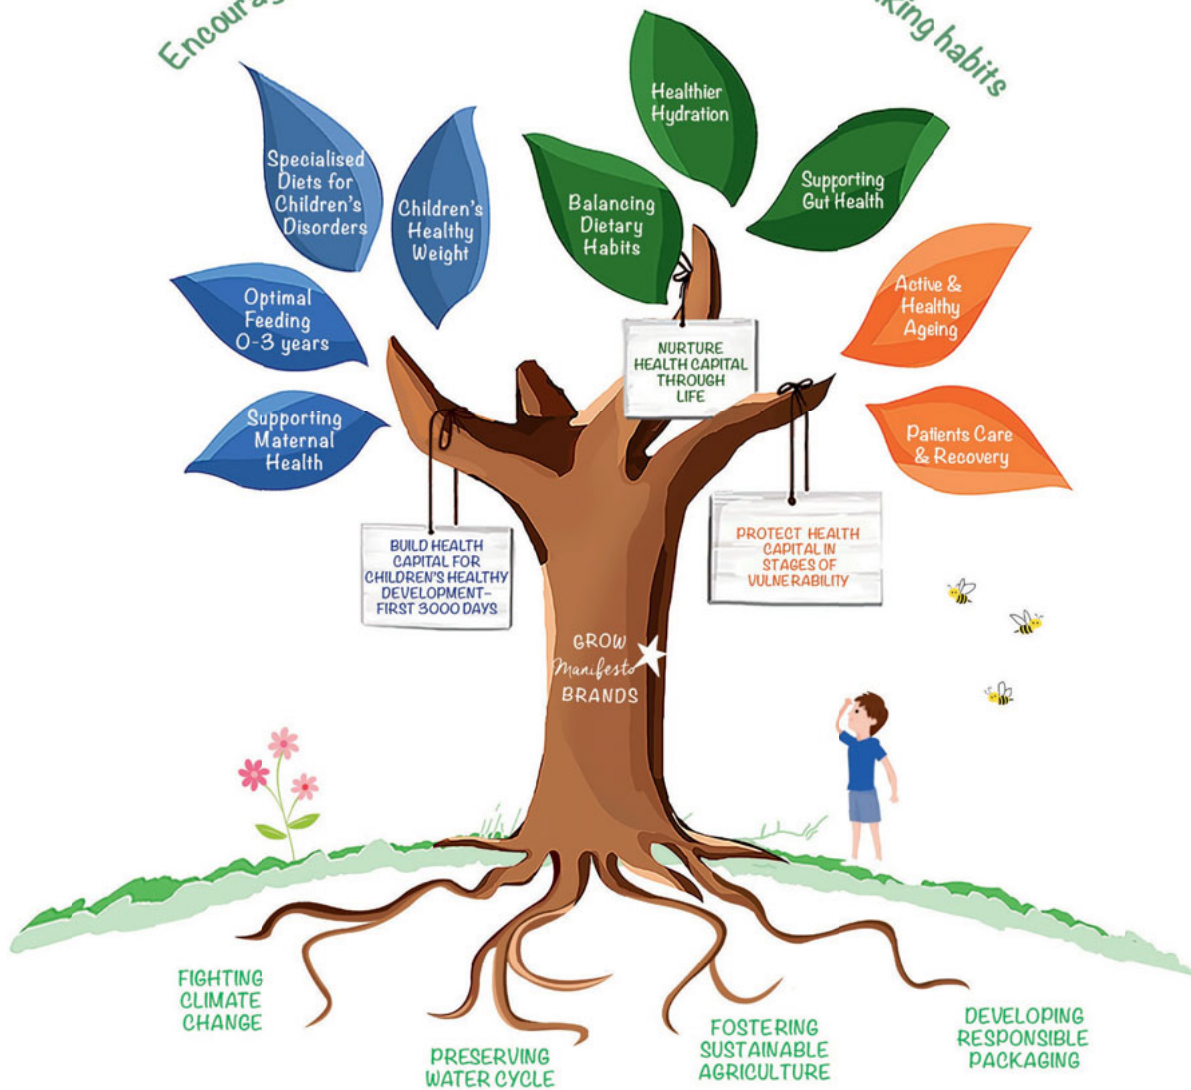 Healthier
Hydration
Specialised
Diets for
Children's
Disorders
Children's
Healthy
Weight
Balancing
Dietary
Habits
Supporting
Gut Health
Optimal
Feeding
0-3 years
Active &
Healthy
Ageing
Supporting
Maternal
Health
Patients Care
& Recovery
NURTURE
HEALTH CAPITAL
THROUGH
LIFE
BUILD HEALTH
CAPITAL FOR
CHILDREN'S HEALTHY
DEVELOPMENT-
FIRST 3000 DAYS
PROTECT HEALTH
CAPITAL IN
STAGES OF
VULNERABILITY
GROW
Manifesto
BRANDS
FIGHTING
CLIMATE
CHANGE
PRESERVING
WATER CYCLE
FOSTERING
SUSTAINABLE
AGRICULTURE
DEVELOPING
RESPONSIBLE
PACKAGING
habits